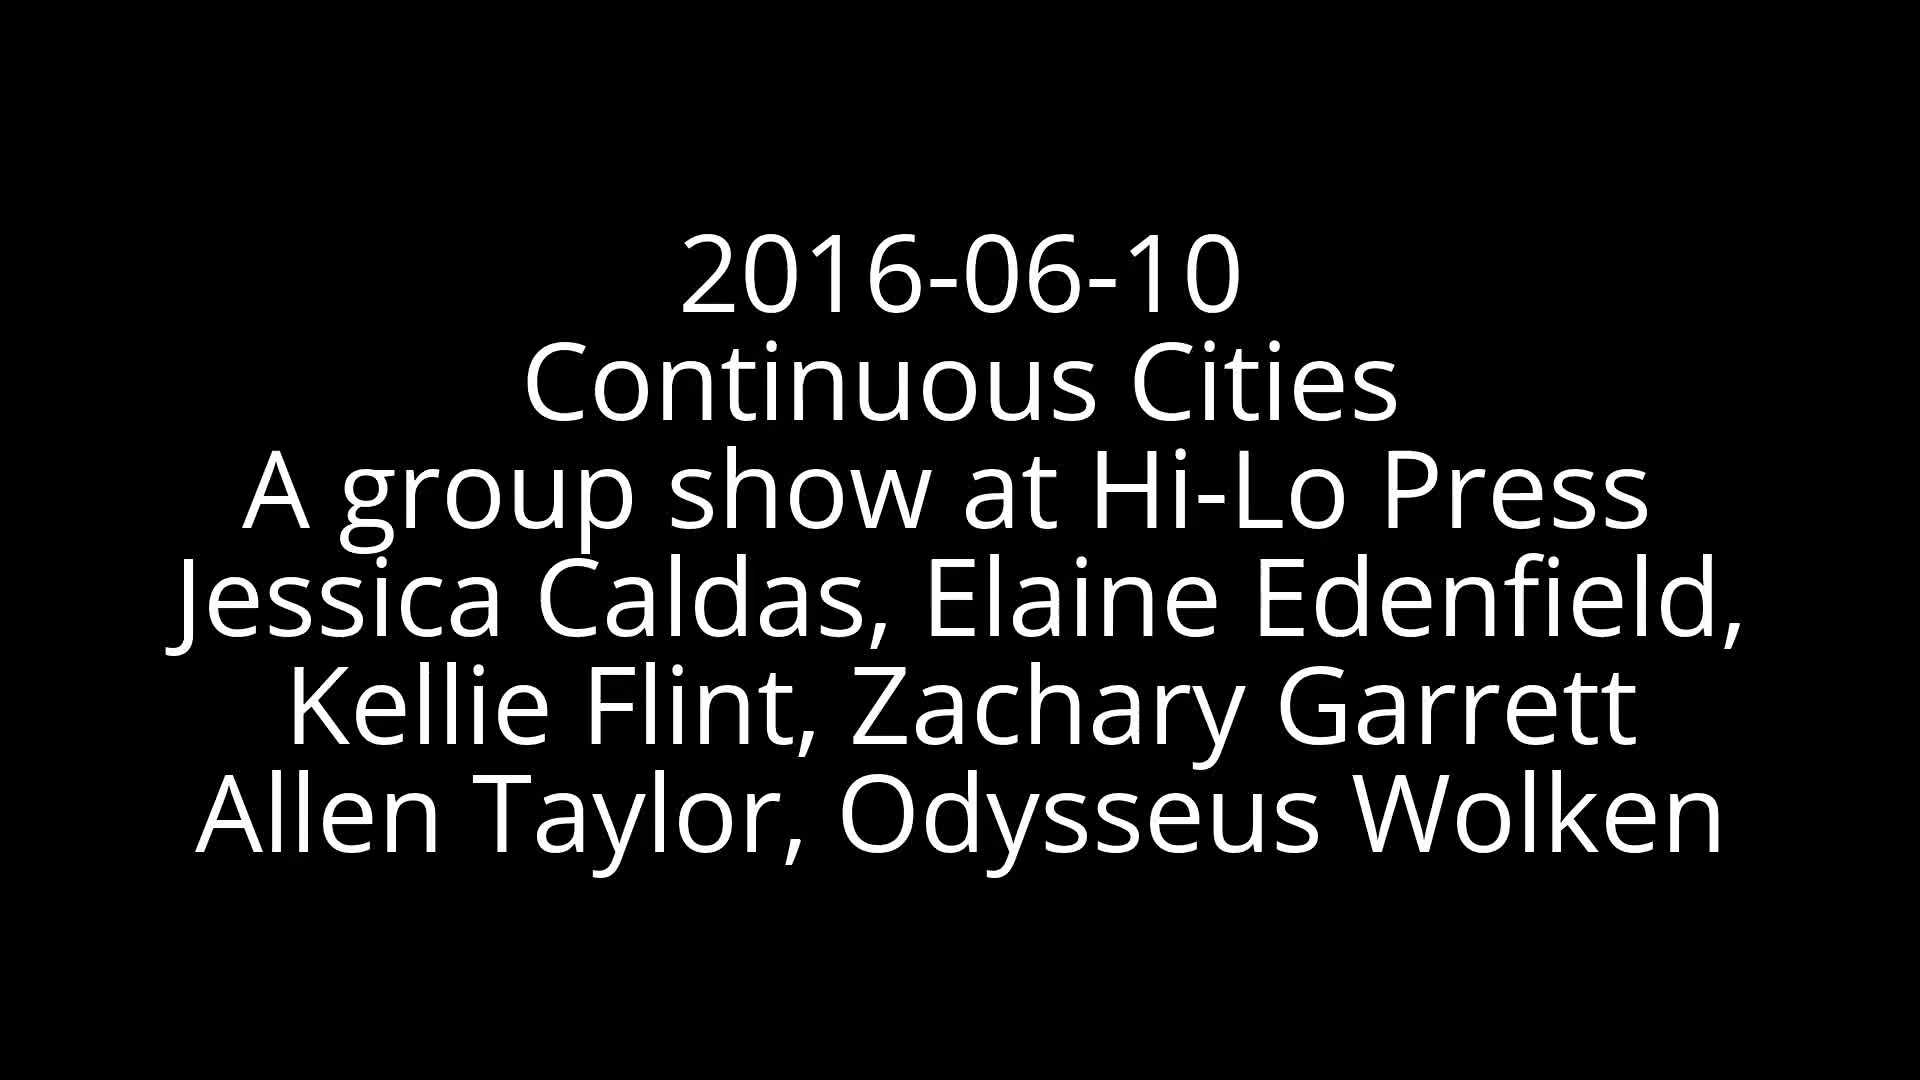 2016-06-10
Continuous Cities
A group show at Hi-Lo Press
Jessica Caldas, Elaine Edenfield,
Kellie Flint, Zachary Garrett
Allen Taylor, Odysseus Wolken